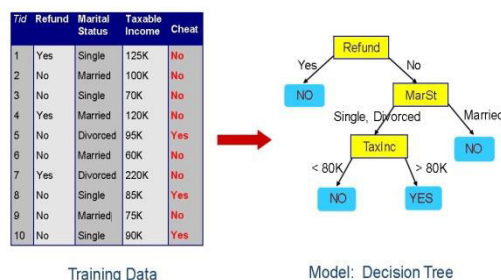 Tid Refund Marital Status Taxable Income Cheat
1 Yes Single 125K No
2 No Married 100K No
3 No Single 70K No
4 Yes Married 120K No
5 No Divorced 95K Yes
6 No Married 60K No
7 Yes Divorced 220K No
8 No Single 85K Yes
9 No Married 75K No
10 No Single 90K Yes
Training Data
Refund
Yes No
NO MarSt
Single, Divorced Married
TaxInc NO
< 80K > 80K
NO YES
Model: Decision Tree